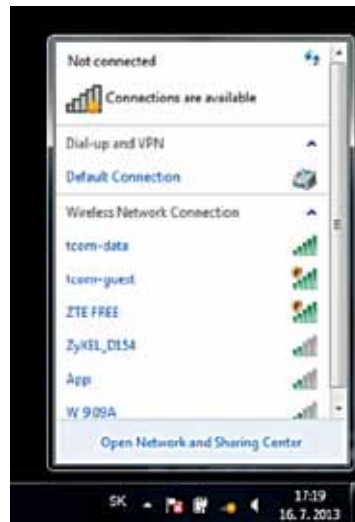 Not connected
Connections are available
Dial-up and VPN
Default Connection
Wireless Network Connection
tcom-data
tcom-guest
ZTE FREE
ZyXEL_D154
App
W 909A
Open Network and Sharing Center
SK
17:19
16. 7. 2013